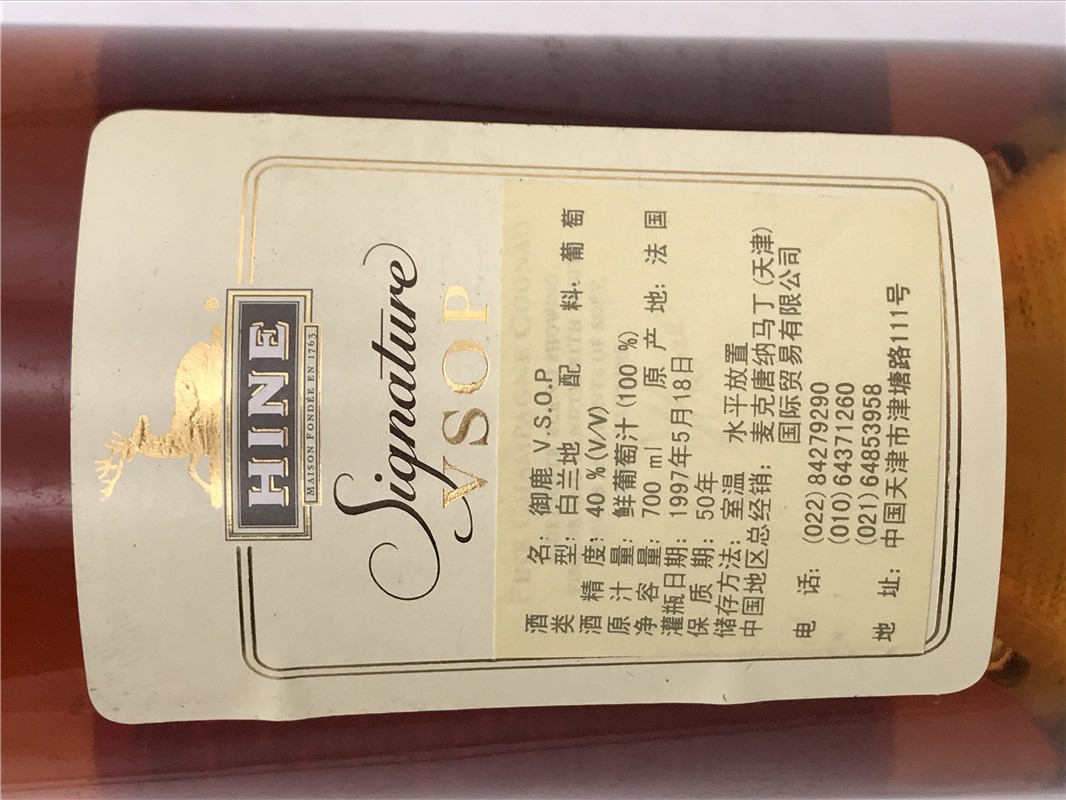 HINE
MAISON FONDÉE EN 1763
Signature
VSOP
酒 名: 御鹿 V.S.O.P
类 型: 白兰地 配 料: 葡 萄
酒 精 度: 40 % (V/V)
原 汁 量: 鲜葡萄汁 (100 %)
净 容 量: 700 ml 原 产 地: 法 国
灌瓶日期: 1997年5月18日
保 质 期: 50年
储存方法: 室温 水平放置
中国地区总经销: 麦克唐纳马丁 (天津)
国际贸易有限公司
电 话: (022) 84279290
(010) 64371260
(021) 648539​58
地 址: 中国天津市津塘路1111号